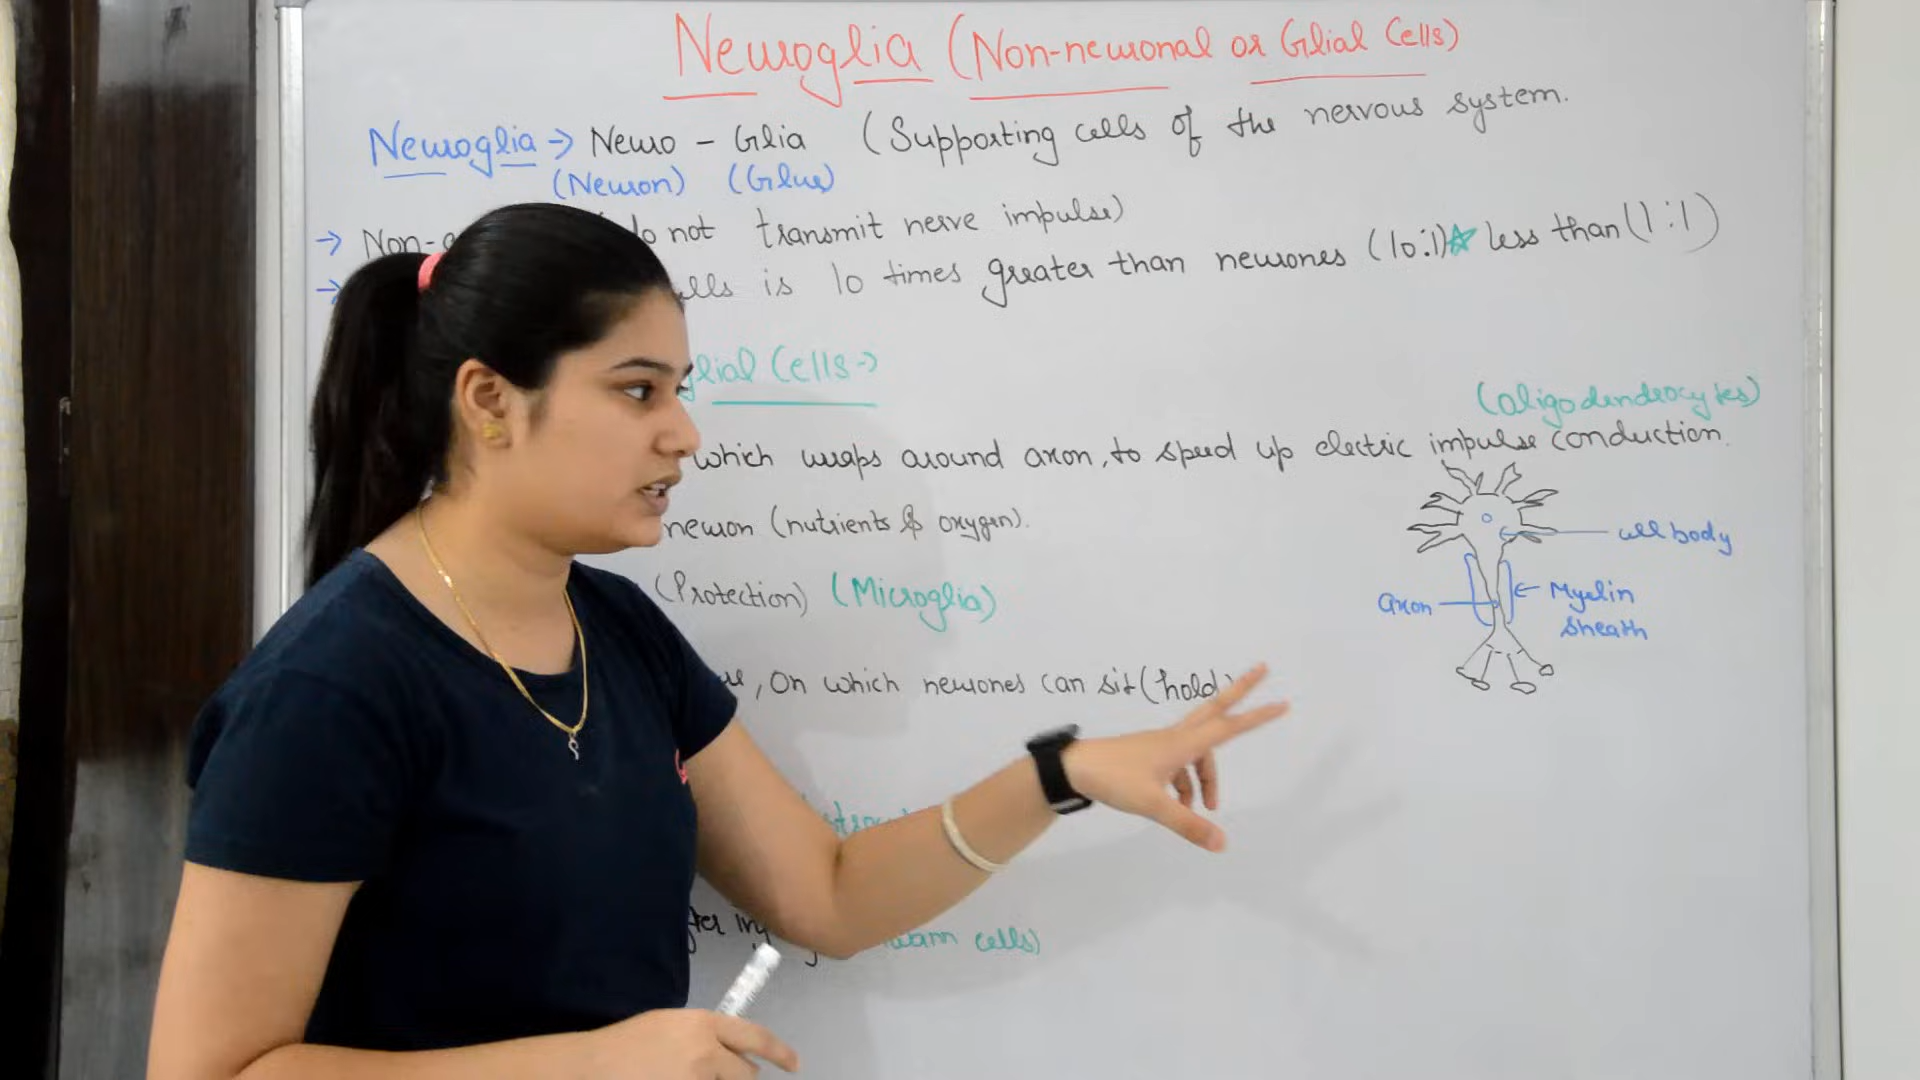 Neuroglia (Non-neuronal or Glial Cells)
Neuroglia → Neuro - Glia (Supporting cells of the nervous system.
(Neuron) (Glue)
→ Non- do not transmit nerve impulse)
→ is 10 times greater than neurones (10:1)☆ less than (1:1)
glial Cells →
(oligodendrocytes)
which wraps around axon, to speed up electric impulse conduction.
neuron (nutrients & oxygen).
cell body
(Protection) (Microglia)
axon
← Myelin
sheath
, On which neurones can sit (hold)
cells)